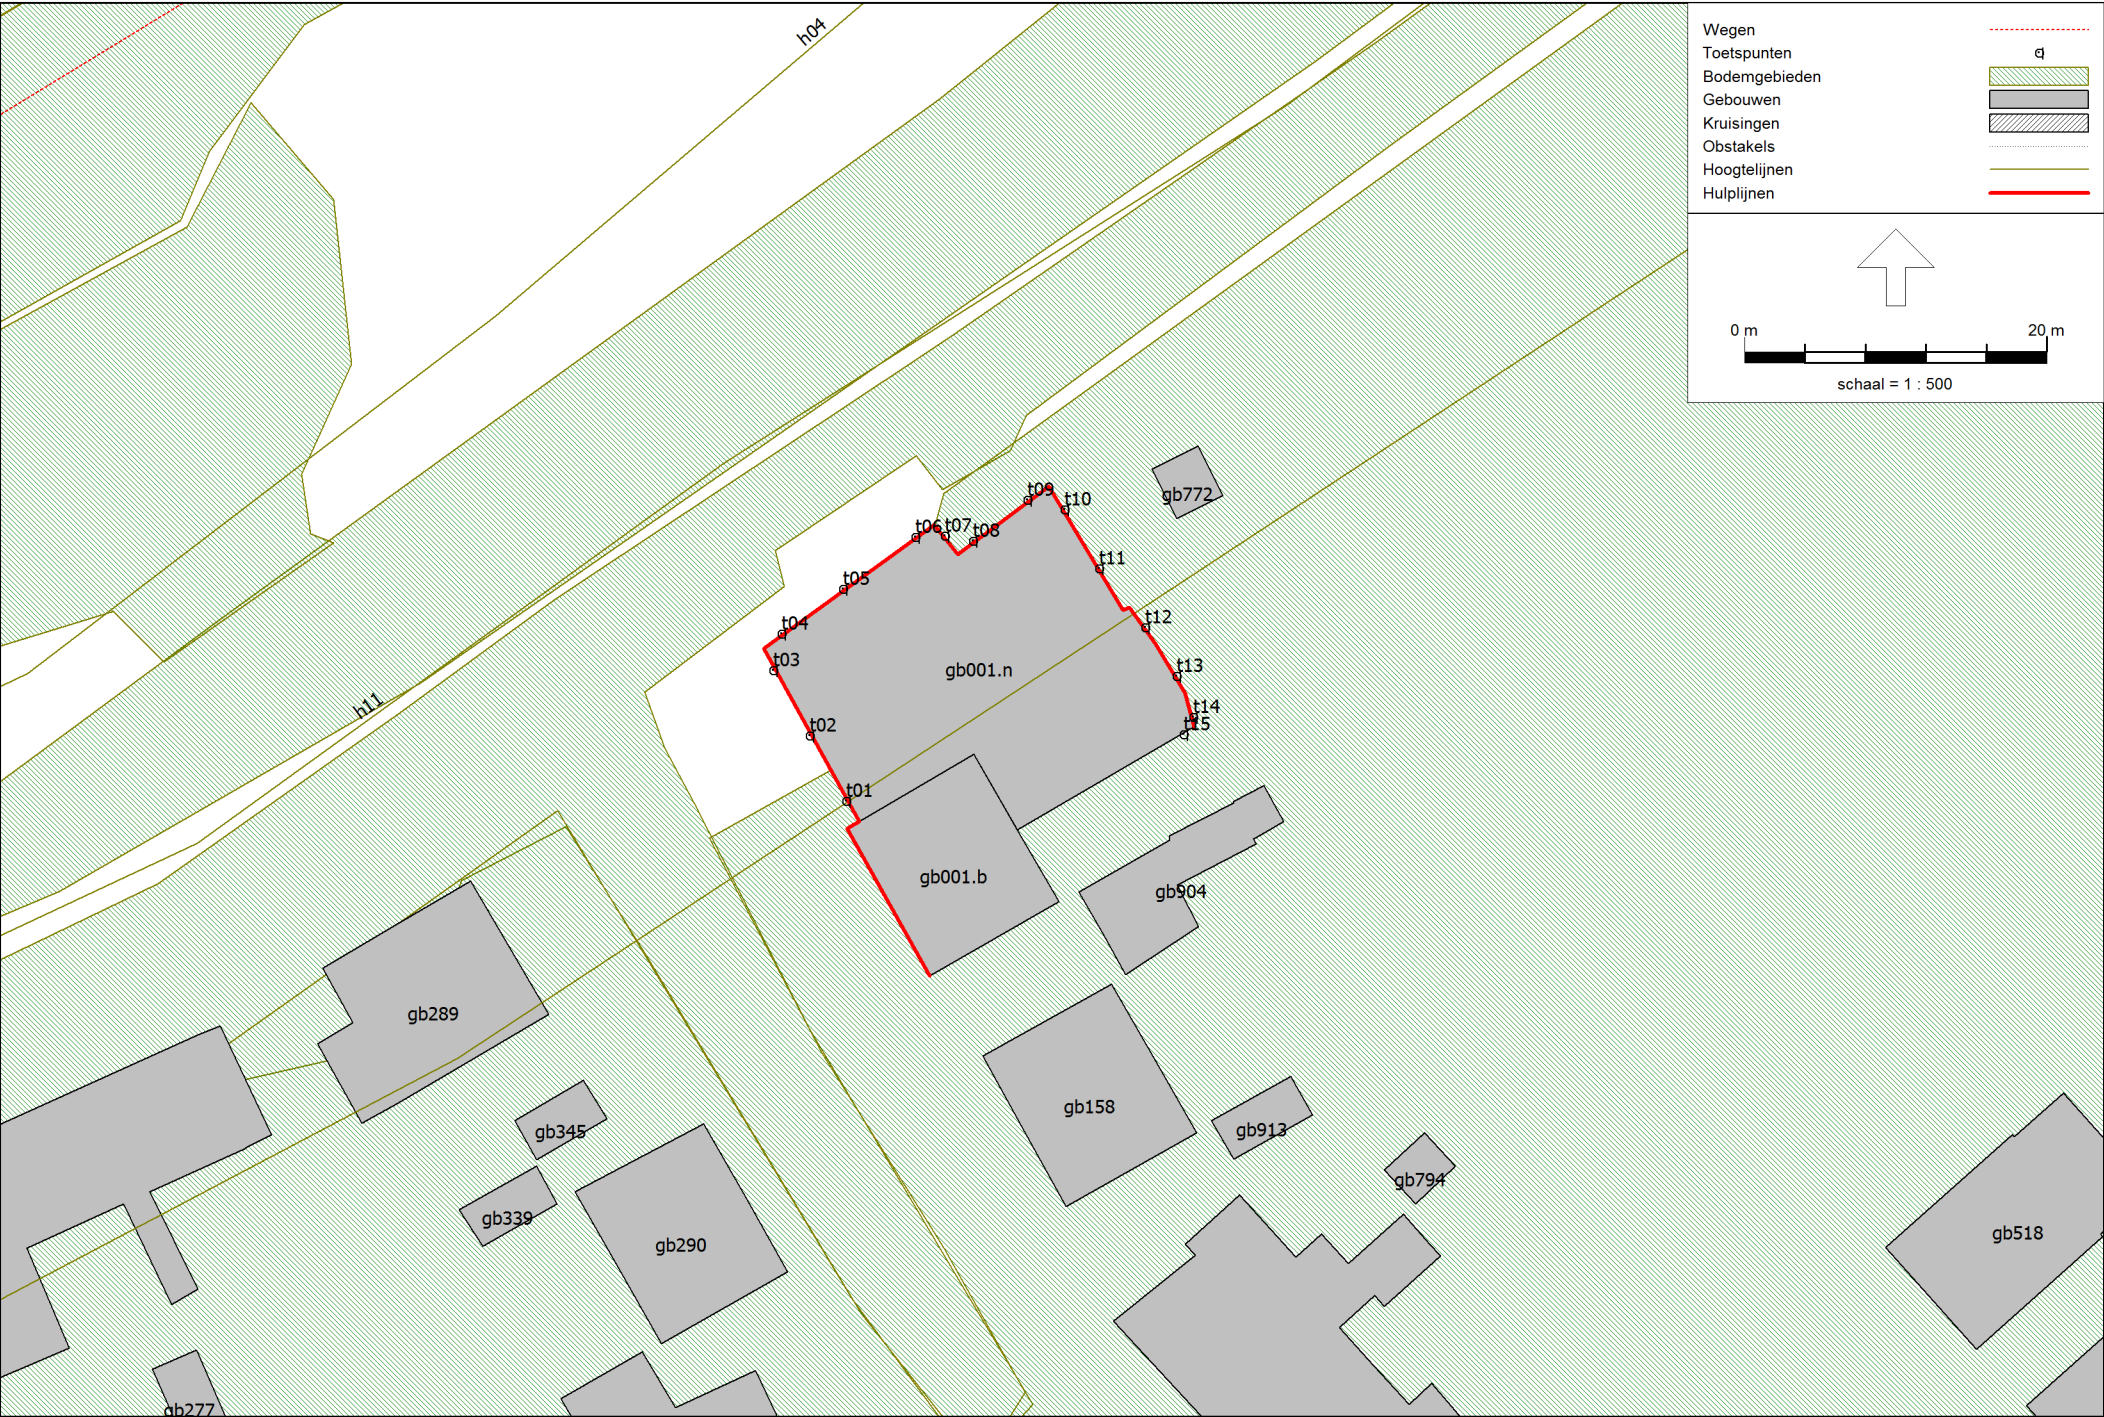 h04
Wegen
Toetspunten
Bodemgebieden
Gebouwen
Kruisingen
Obstakels
Hoogtelijnen
Hulplijnen
0 m 20 m
schaal = 1 : 500
gb772
t09
t10
t06
t07
t08
t11
t05
t04
t12
t03
gb001.n
t13
h11
t14
t02
t15
t01
gb001.b
gb904
gb289
gb158
gb345
gb913
gb794
gb339
gb290
gb518
gb277